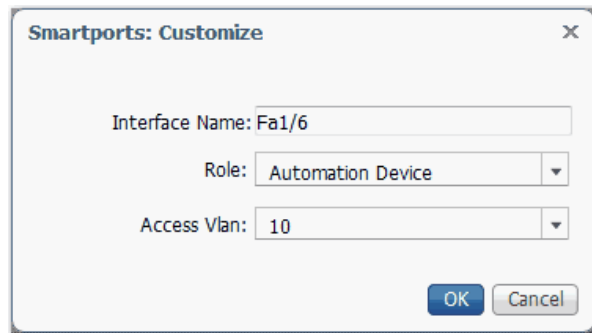 Smartports: Customize
Interface Name: Fa1/6
Role: Automation Device
Access Vlan: 10
OK Cancel